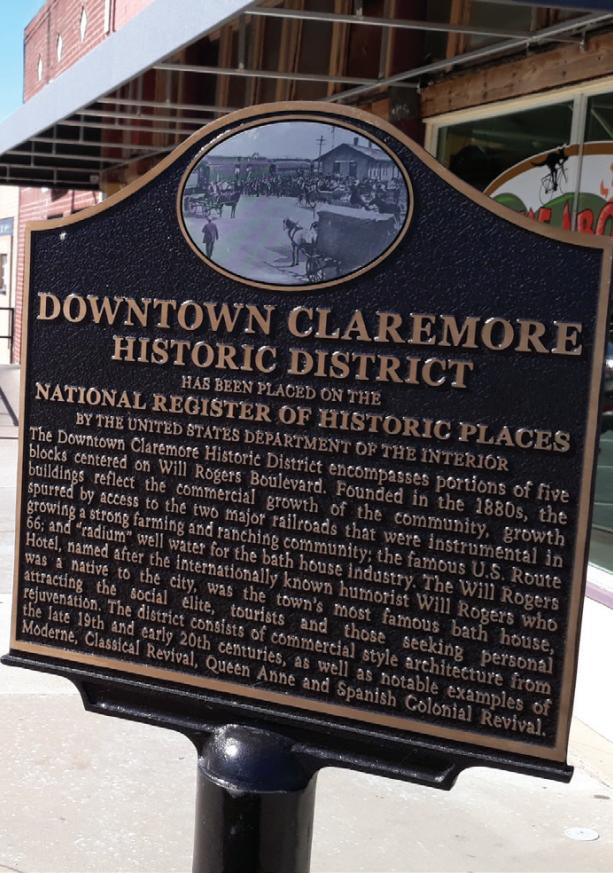 DOWNTOWN CLAREMORE
HISTORIC DISTRICT
HAS BEEN PLACED ON THE
NATIONAL REGISTER OF HISTORIC PLACES
BY THE UNITED STATES DEPARTMENT OF THE INTERIOR
The Downtown Claremore Historic District encompasses portions of five
blocks centered on Will Rogers Boulevard. Founded in the 1880s, the
buildings reflect the commercial growth of the community, growth
spurred by access to the two major railroads that were instrumental in
growing a strong farming and ranching community; the famous U.S. Route
66; and "radium" well water for the bath house industry. The Will Rogers
Hotel, named after the internationally known humorist Will Rogers who
was a native to the city, was the town's most famous bath house,
attracting the social elite, tourists and those seeking personal
rejuvenation. The district consists of commercial style architecture from
the late 19th and early 20th centuries, as well as notable examples of
Moderne, Classical Revival, Queen Anne and Spanish Colonial Revival.